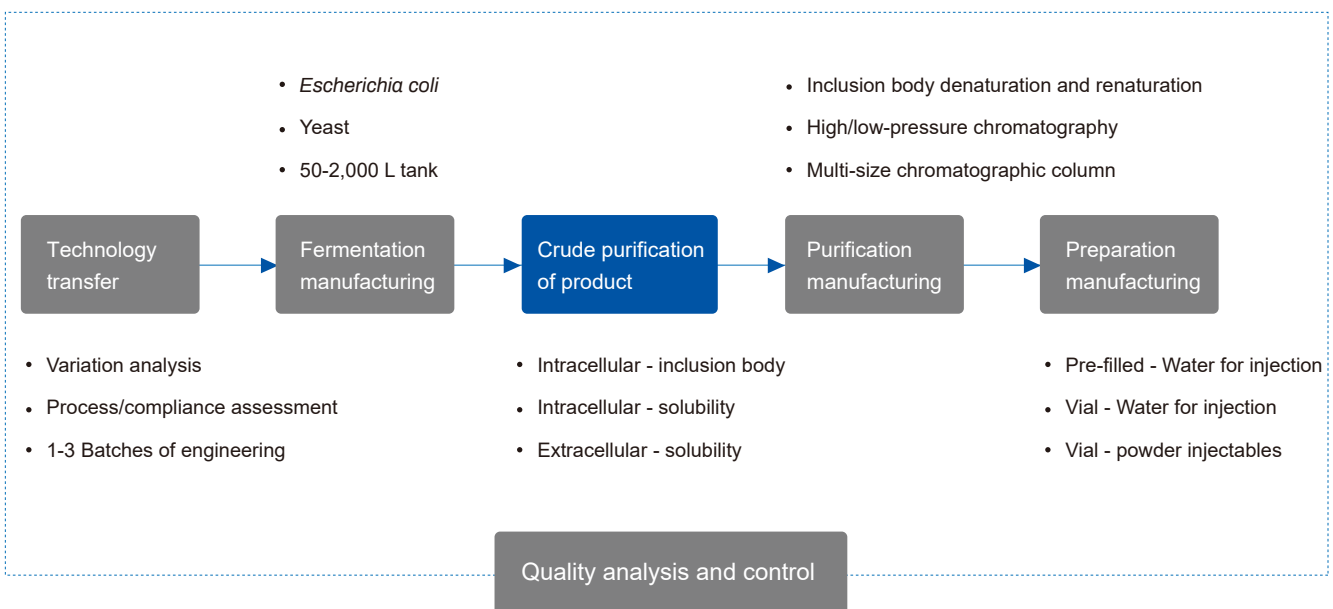 • Escherichia coli
• Yeast
• 50-2,000 L tank
• Inclusion body denaturation and renaturation
• High/low-pressure chromatography
• Multi-size chromatographic column
Technology
transfer
Fermentation
manufacturing
Crude purification
of product
Purification
manufacturing
Preparation
manufacturing
• Variation analysis
• Process/compliance assessment
• 1-3 Batches of engineering
• Intracellular - inclusion body
• Intracellular - solubility
• Extracellular - solubility
• Pre-filled - Water for injection
• Vial - Water for injection
• Vial - powder injectables
Quality analysis and control